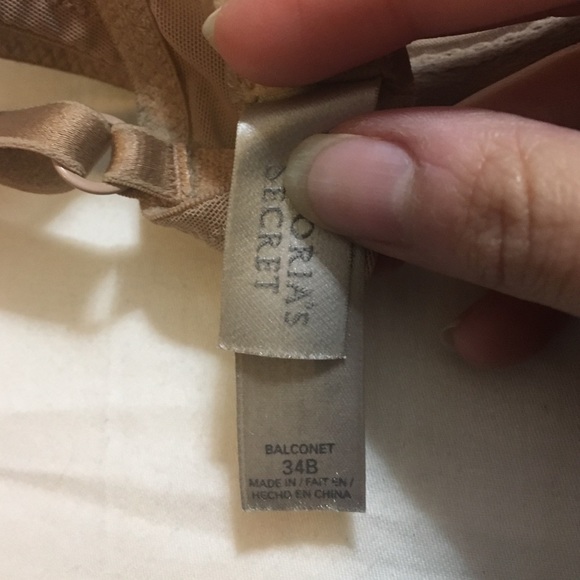 ORIA'S
SECRET
BALCONET
34B
MADE IN / FAIT EN /
HECHO EN CHINA